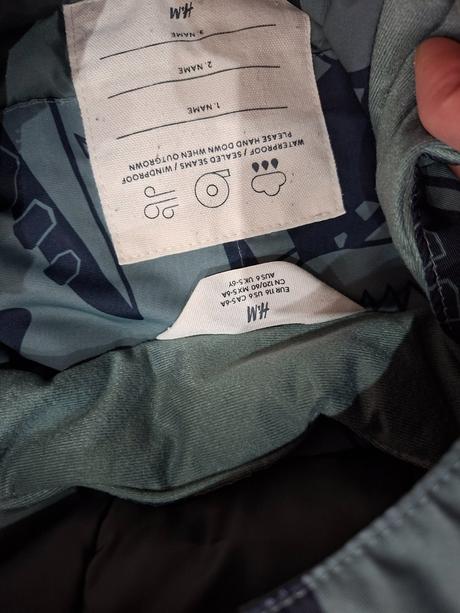 H&M
EUR 116 US 6 CA 5-6A
CN 120/60 MX 5-6A
AUS 6 UK 5-6Y
WATERPROOF / SEALED SEAMS / WINDPROOF
PLEASE HAND DOWN WHEN OUTGROWN
1. NAME
2. NAME
3. NAME
H&M